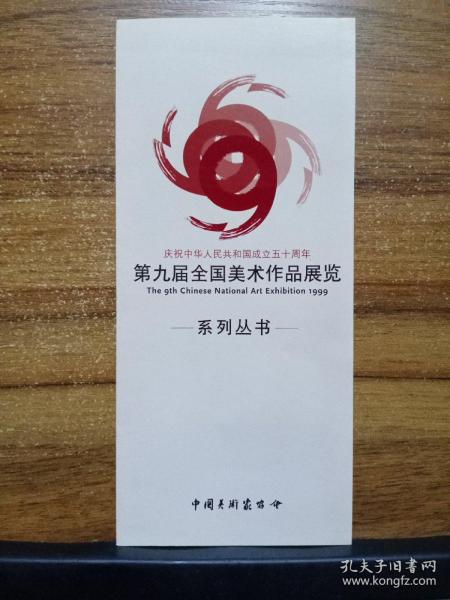 庆祝中华人民共和国成立五十周年
第九届全国美术作品展览
The 9th Chinese National Art Exhibition 1999
系列丛书
中国美術家協会
孔夫子旧书网
www.kongfz.com